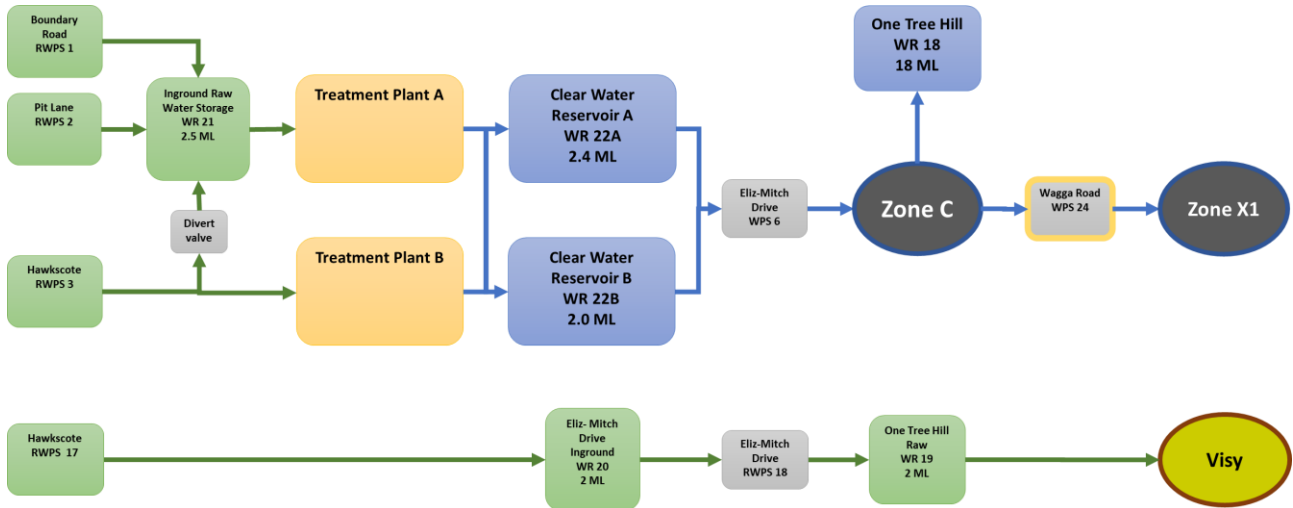 Boundary
Road
RWPS 1
Pit Lane
RWPS 2
Inground Raw
Water Storage
WR 21
2.5 ML
Divert
valve
Hawkscote
RWPS 3
Treatment Plant A
Treatment Plant B
Clear Water
Reservoir A
WR 22A
2.4 ML
Clear Water
Reservoir B
WR 22B
2.0 ML
Eliz-Mitch
Drive
WPS 6
One Tree Hill
WR 18
18 ML
Zone C
Wagga Road
WPS 24
Zone X1
Hawkscote
RWPS 17
Eliz- Mitch
Drive
Inground
WR 20
2 ML
Eliz-Mitch
Drive
RWPS 18
One Tree Hill
Raw
WR 19
2 ML
Visy